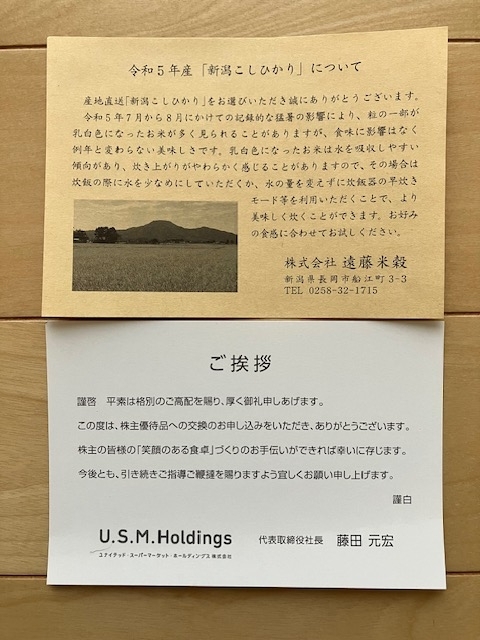 令和5年産「新潟こしひかり」について
産地直送「新潟こしひかり」をお選びいただき誠にありがとうございます。
令和5年7月から8月にかけての記録的な猛暑の影響により、粒の一部が
乳白色になったお米が多く見られることがありますが、食味に影響はなく
例年と変わらない美味しさです。乳白色になったお米は水を吸収しやすい
傾向があり、炊き上がりがやわらかく感じることがありますので、その場合は
炊飯の際に水を少なめにしていただくか、水の量を変えずに炊飯器の早炊き
モード等を利用いただくことで、より
美味しく炊くことができます。お好み
の食感に合わせてお試しください。
株式会社 遠藤米穀
新潟県長岡市船江町3-3
TEL 0258-32-1715
ご挨拶
謹啓 平素は格別のご高配を賜り、厚く御礼申しあげます。
この度は、株主優待品への交換のお申し込みをいただき、ありがとうございます。
株主の皆様の「笑顔のある食卓」づくりのお手伝いができれば幸いに存じます。
今後とも、引き続きご指導ご鞭撻を賜りますよう宜しくお願い申し上げます。
謹白
U.S.M.Holdings 代表取締役社長 藤田 元宏
ユナイテッド・スーパーマーケット・ホールディングス株式会社